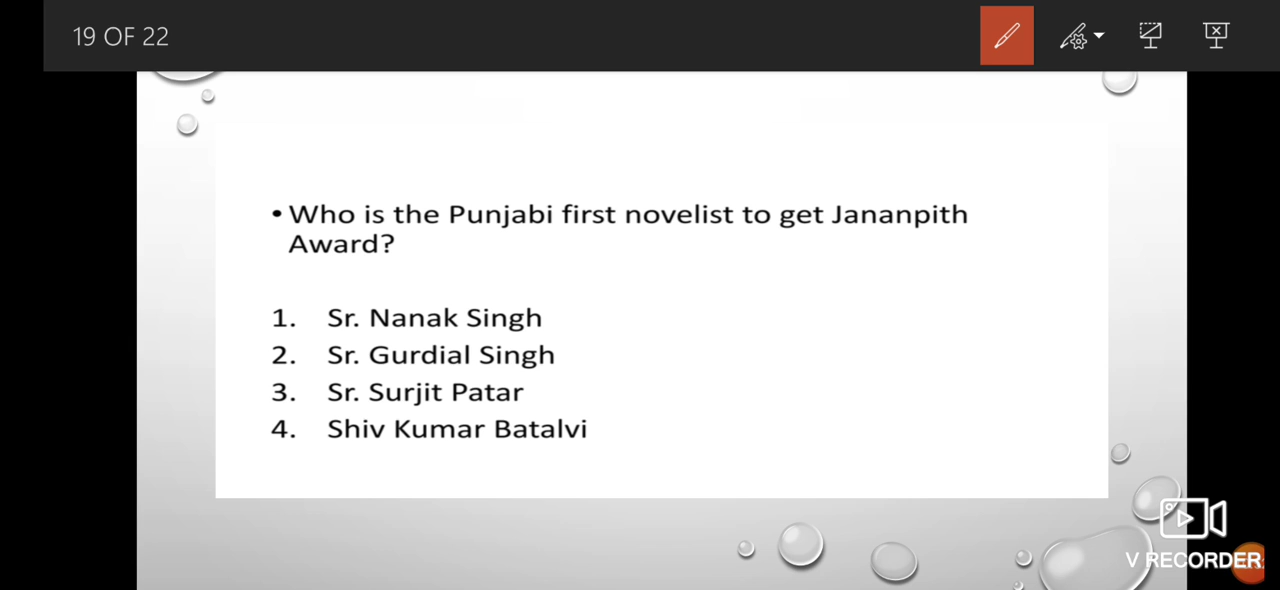 19 OF 22
• Who is the Punjabi first novelist to get Jananpith
Award?
1. Sr. Nanak Singh
2. Sr. Gurdial Singh
3. Sr. Surjit Patar
4. Shiv Kumar Batalvi
V RECORDER